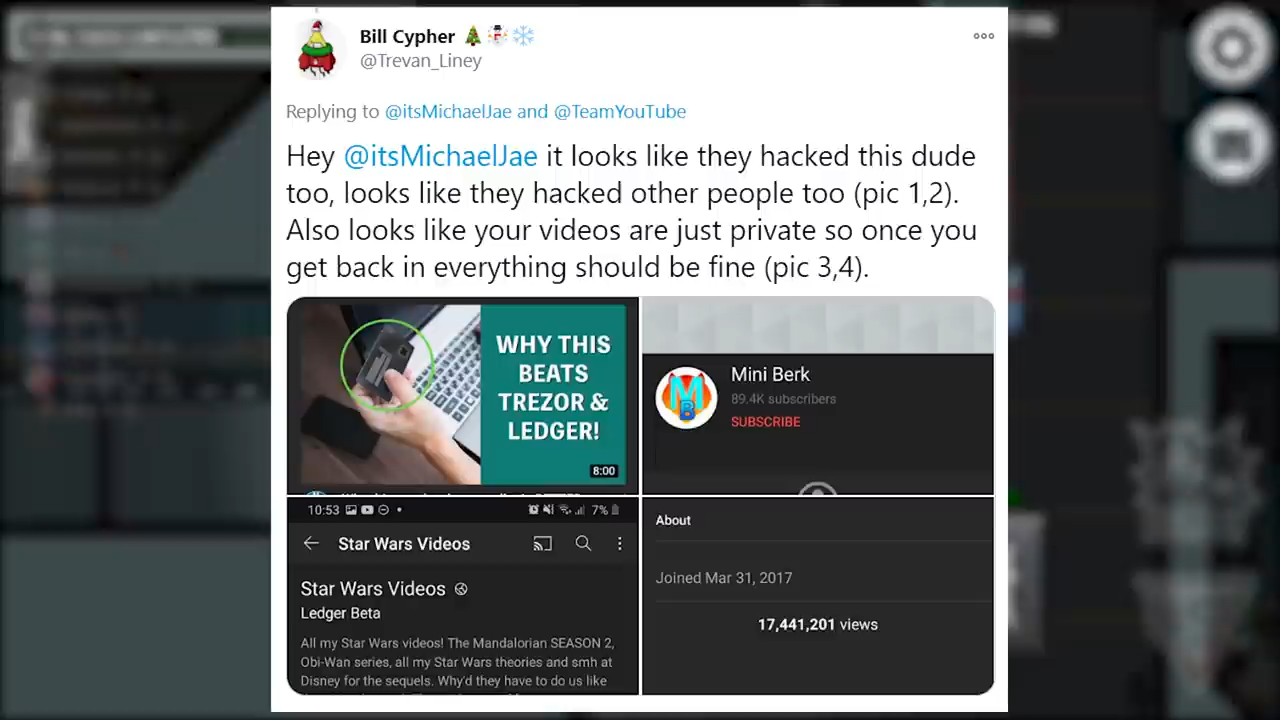 Bill Cypher 🎄☃️❄️
@Trevan_Liney
Replying to @itsMichaelJae and @TeamYouTube
Hey @itsMichaelJae it looks like they hacked this dude
too, looks like they hacked other people too (pic 1,2).
Also looks like your videos are just private so once you
get back in everything should be fine (pic 3,4).
WHY THIS
BEATS
TREZOR &
LEDGER!
8:00
Mini Berk
89.4K subscribers
SUBSCRIBE
10:53
7%
Star Wars Videos
Star Wars Videos
Ledger Beta
All my Star Wars videos! The Mandalorian SEASON 2,
Obi-Wan series, all my Star Wars theories and smh at
Disney for the sequels. Why'd they have to do us like
About
Joined Mar 31, 2017
17,441,201 views